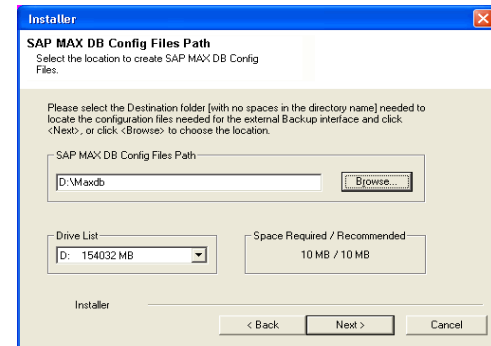 Installer
SAP MAX DB Config Files Path
Select the location to create SAP MAX DB Config
Files.
Please select the Destination folder [with no spaces in the directory name] needed to
locate the configuration files needed for the external Backup interface and click
<Next>, or click <Browse> to choose the location.
SAP MAX DB Config Files Path
D:\Maxdb
Browse...
Drive List
Space Required / Recommended
D: 154032 MB
10 MB / 10 MB
Installer
< Back
Next >
Cancel